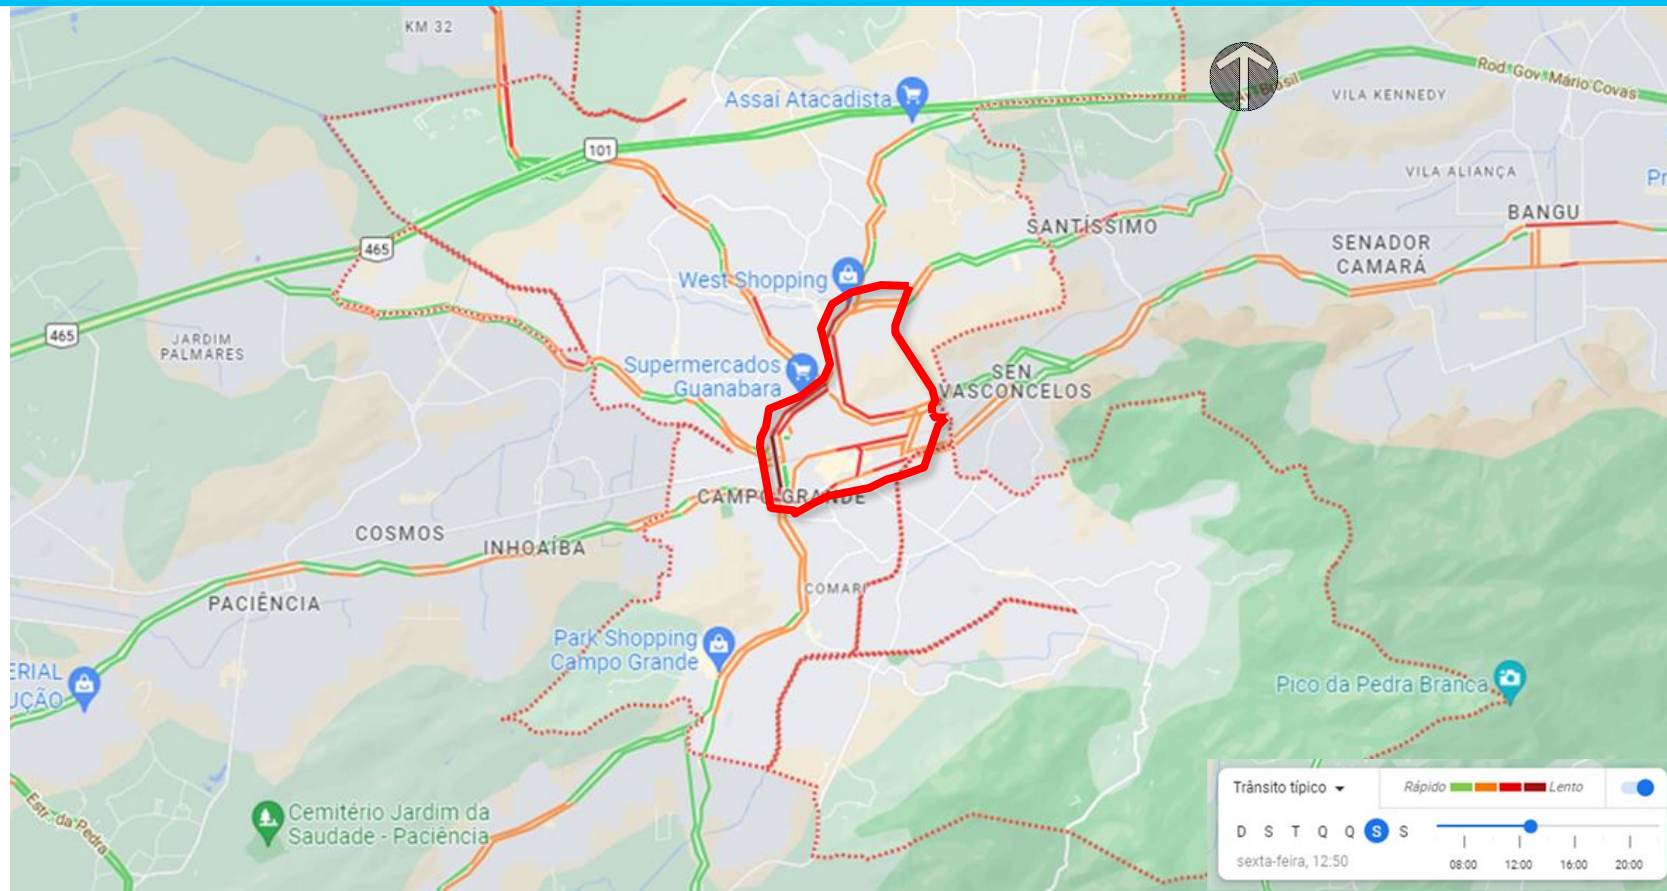 KM 32
Assaí Atacadista
Av. Brasil
Rod. Gov. Mário Covas
VILA KENNEDY
101
VILA ALIANÇA
Pr
BANGU
SANTÍSSIMO
SENADOR
CAMARÁ
465
West Shopping
465
JARDIM
PALMARES
Supermercados
Guanabara
SEN.
VASCONCELOS
CAMPO GRANDE
COSMOS
INHOAÍBA
COMARI
PACIÊNCIA
Park Shopping
Campo Grande
ERIAL
UÇÃO
Pico da Pedra Branca
Estr. da Pedra
Cemitério Jardim da
Saudade - Paciência
Trânsito típico
Rápido
Lento
D S T Q Q S S
sexta-feira, 12:50
08:00 12:00 16:00 20:00